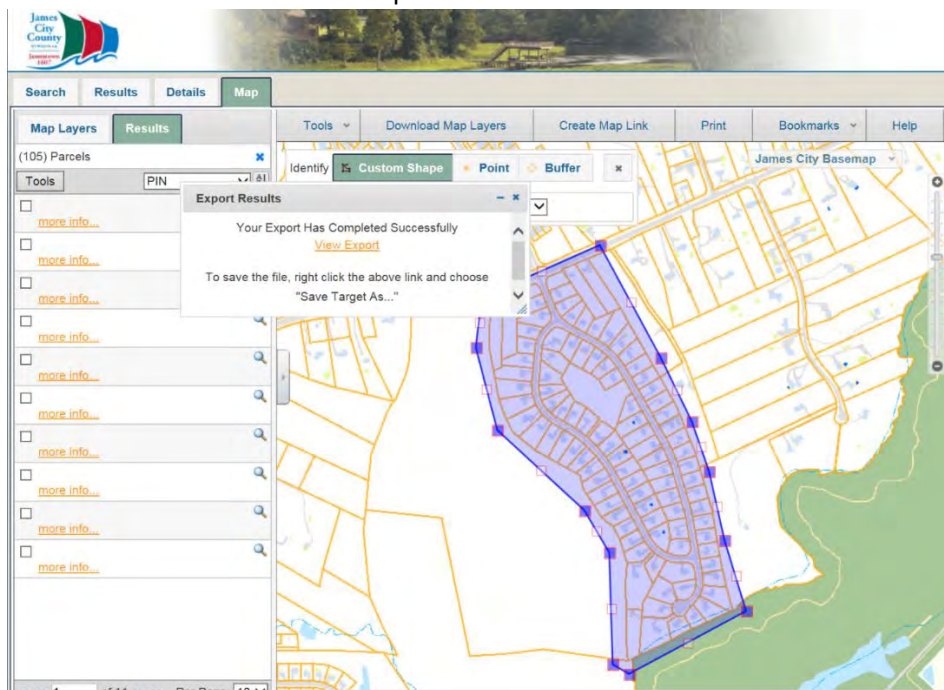 James
City
County
Jamestown
1607
Search Results Details Map
Map Layers Results
Tools Download Map Layers Create Map Link Print Bookmarks Help
(105) Parcels
Identify Custom Shape Point Buffer
James City Basemap
Tools PIN
Export Results
Your Export Has Completed Successfully
View Export
To save the file, right click the above link and choose
"Save Target As..."
more info...
more info...
more info...
more info...
more info...
more info...
more info...
more info...
more info...
more info...